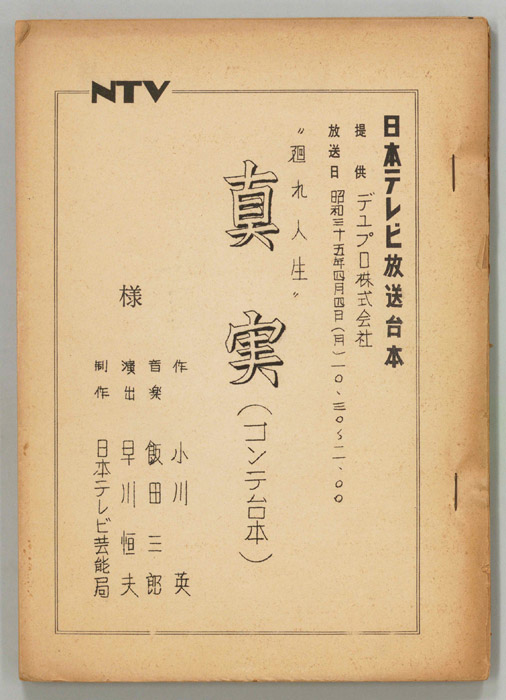 NTV
日本テレビ放送台本
提供 デュプロ株式会社
放送日 昭和三十五年四月四日(月)一〇、三〇〜一一、〇〇
〝廻れ人生〟
真実(コンテ台本)
様
作 小川英
音楽 飯田三郎
演出 早川恒夫
制作 日本テレビ芸能局